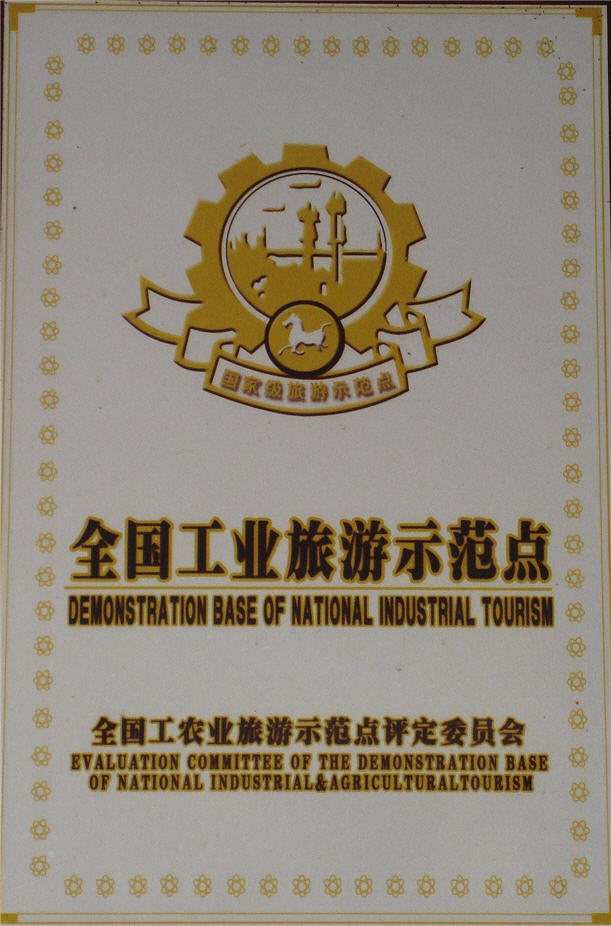 国家级旅游示范点
全国工业旅游示范点
DEMONSTRATION BASE OF NATIONAL INDUSTRIAL TOURISM
全国工农业旅游示范点评定委员会
EVALUATION COMMITTEE OF THE DEMONSTRATION BASE
OF NATIONAL INDUSTRIAL&AGRICULTURALTOURISM